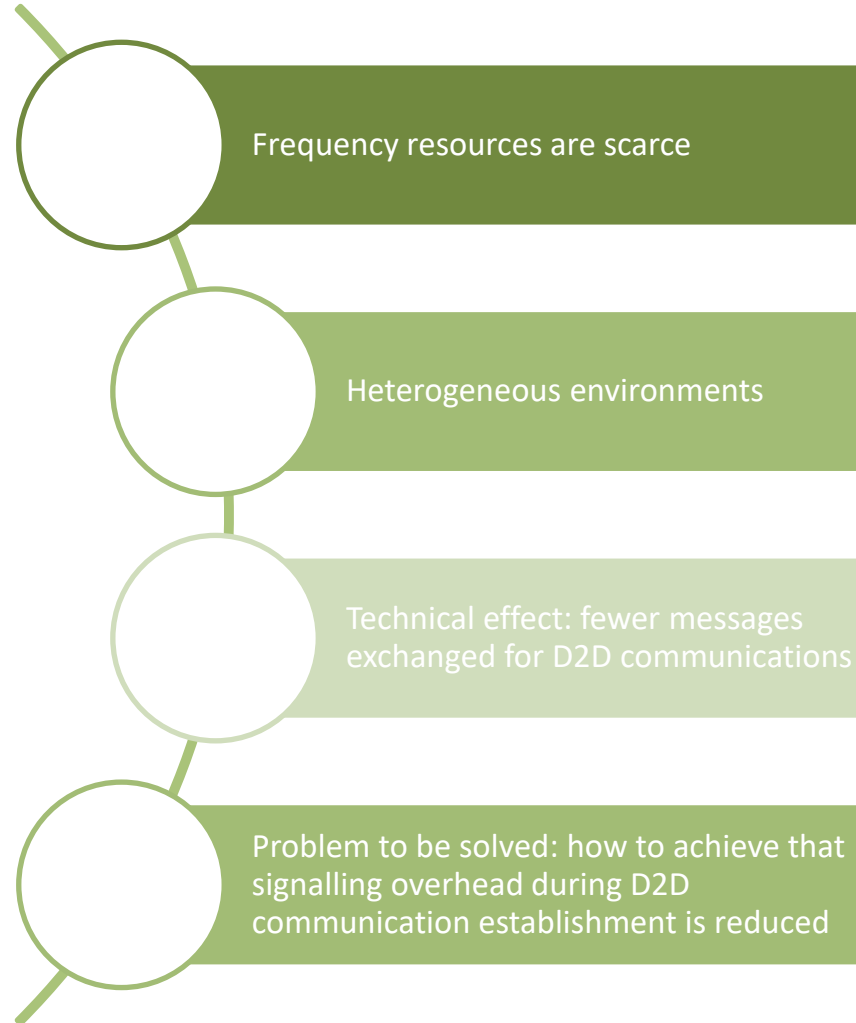 Frequency resources are scarce
Heterogeneous environments
Technical effect: fewer messages
exchanged for D2D communications
Problem to be solved: how to achieve that
signalling overhead during D2D
communication establishment is reduced